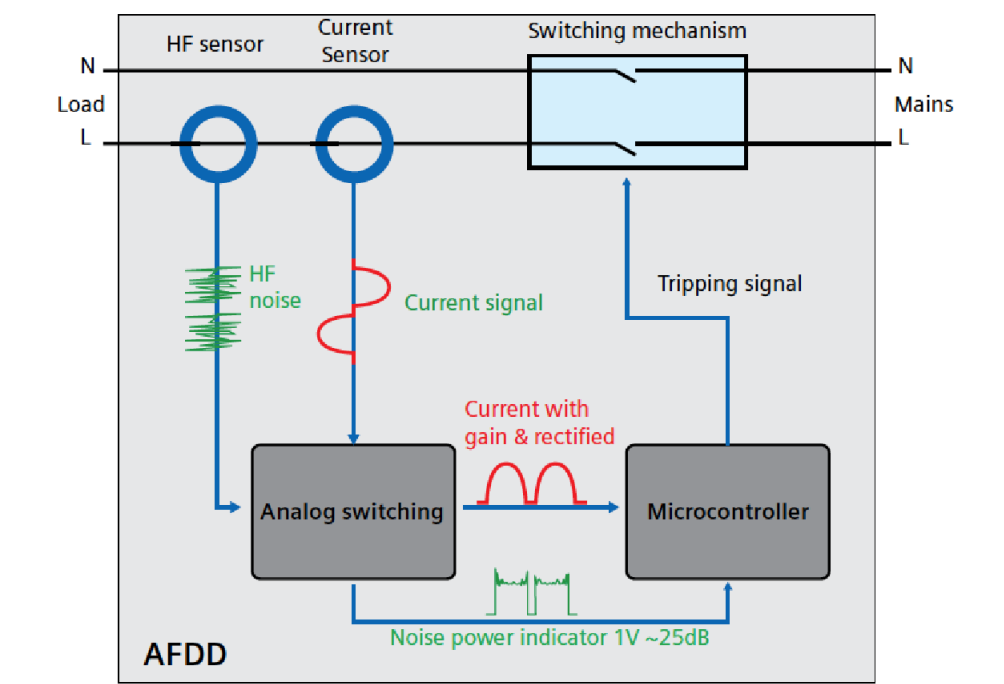 HF sensor
Current
Sensor
Switching mechanism
N
N
Load
Mains
L
L
HF
noise
Current signal
Tripping signal
Current with
gain & rectified
Analog switching
Microcontroller
Noise power indicator 1V ~25dB
AFDD